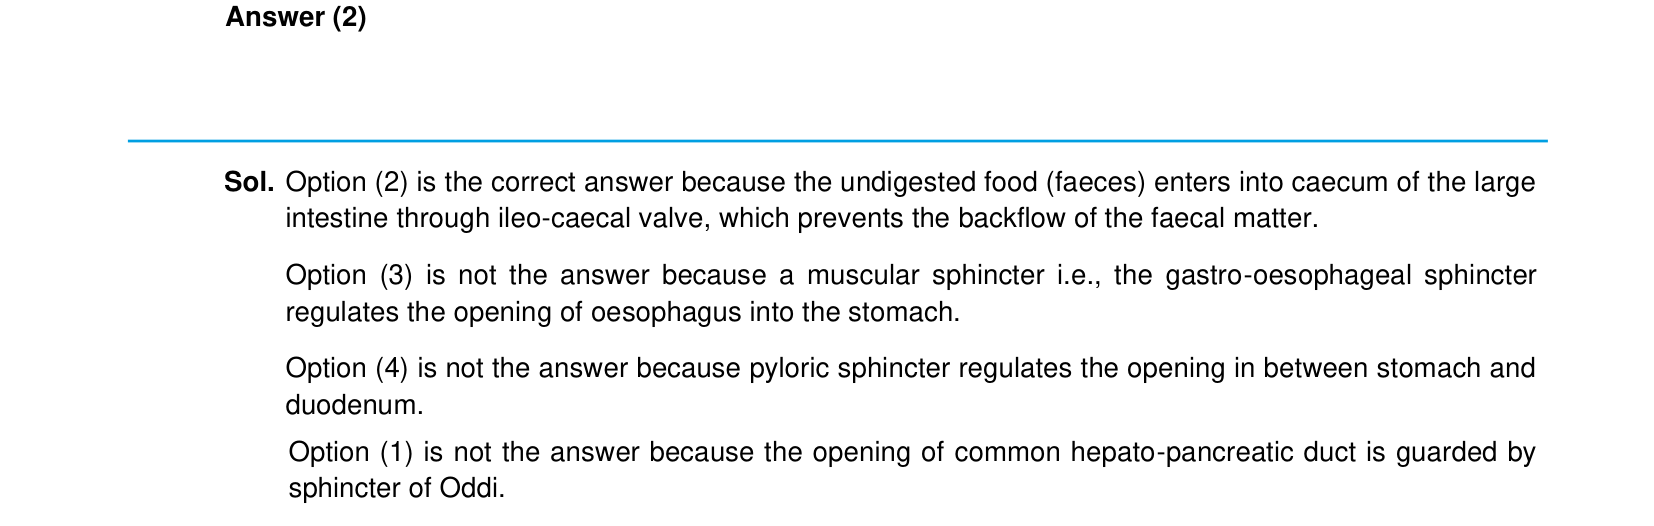 Answer (2)
Sol. Option (2) is the correct answer because the undigested food (faeces) enters into caecum of the large
intestine through ileo-caecal valve, which prevents the backflow of the faecal matter.
Option (3) is not the answer because a muscular sphincter i.e., the gastro-oesophageal sphincter
regulates the opening of oesophagus into the stomach.
Option (4) is not the answer because pyloric sphincter regulates the opening in between stomach and
duodenum.
Option (1) is not the answer because the opening of common hepato-pancreatic duct is guarded by
sphincter of Oddi.